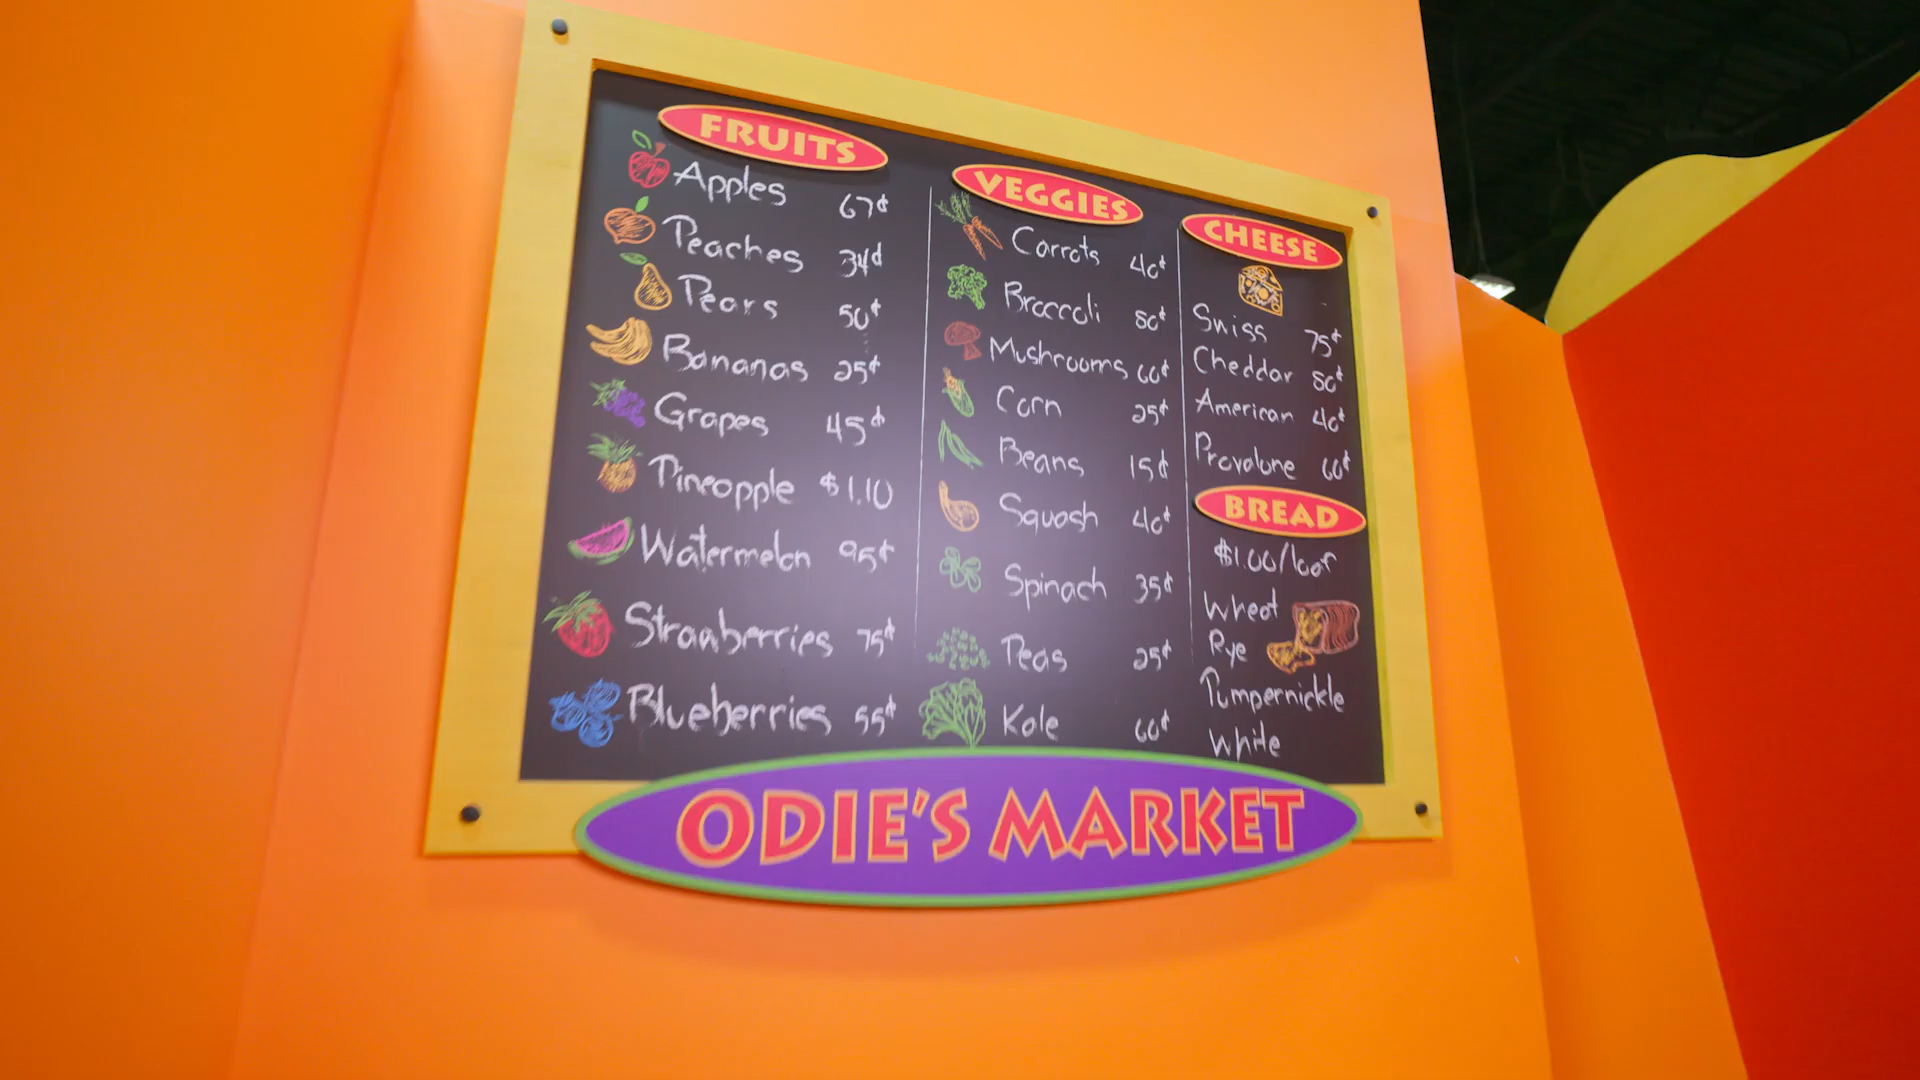 FRUITS
Apples 67¢
Peaches 34¢
Pears 50¢
Bananas 25¢
Grapes 45¢
Pineapple $1.10
Watermelon 95¢
Strawberries 75¢
Blueberries 55¢
VEGGIES
Carrots 40¢
Broccoli 50¢
Mushrooms 60¢
Corn 25¢
Beans 15¢
Squash 40¢
Spinach 35¢
Peas 25¢
Kale 60¢
CHEESE
Swiss 75¢
Cheddar 50¢
American 40¢
Provolone 60¢
BREAD
$1.00/loaf
Wheat
Rye
Pumpernickle
White
ODIE'S MARKET